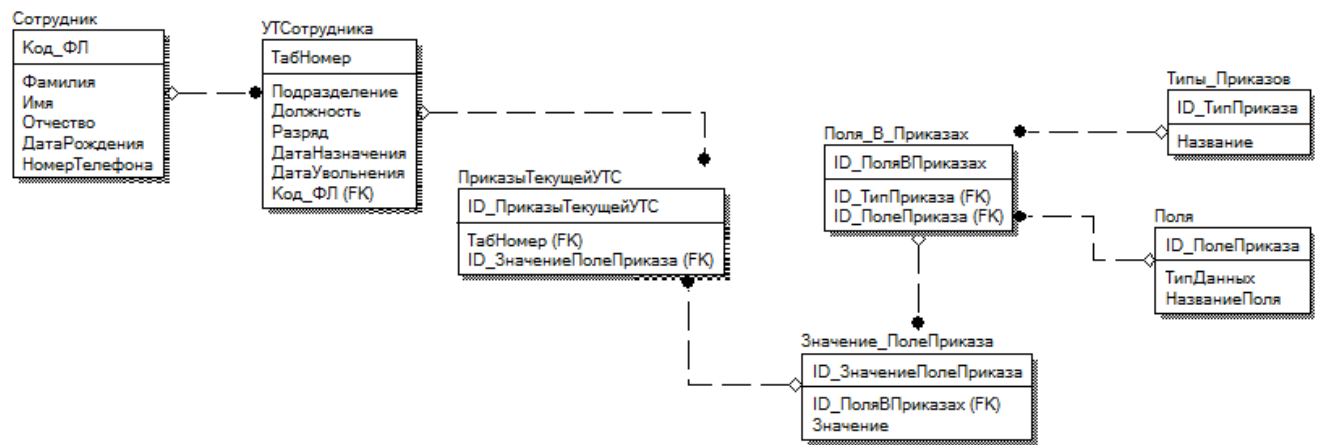 Сотрудник
Код_ФЛ
Фамилия
Имя
Отчество
ДатаРождения
НомерТелефона
УТСотрудника
ТабНомер
Подразделение
Должность
Разряд
ДатаНазначения
ДатаУвольнения
Код_ФЛ (FK)
ПриказыТекущейУТС
ID_ПриказыТекущейУТС
ТабНомер (FK)
ID_ЗначениеПолеПриказа (FK)
Поля_В_Приказах
ID_ПоляВПриказах
ID_ТипПриказа (FK)
ID_ПолеПриказа (FK)
Типы_Приказов
ID_ТипПриказа
Название
Поля
ID_ПолеПриказа
ТипДанных
НазваниеПоля
Значение_ПолеПриказа
ID_ЗначениеПолеПриказа
ID_ПоляВПриказах (FK)
Значение